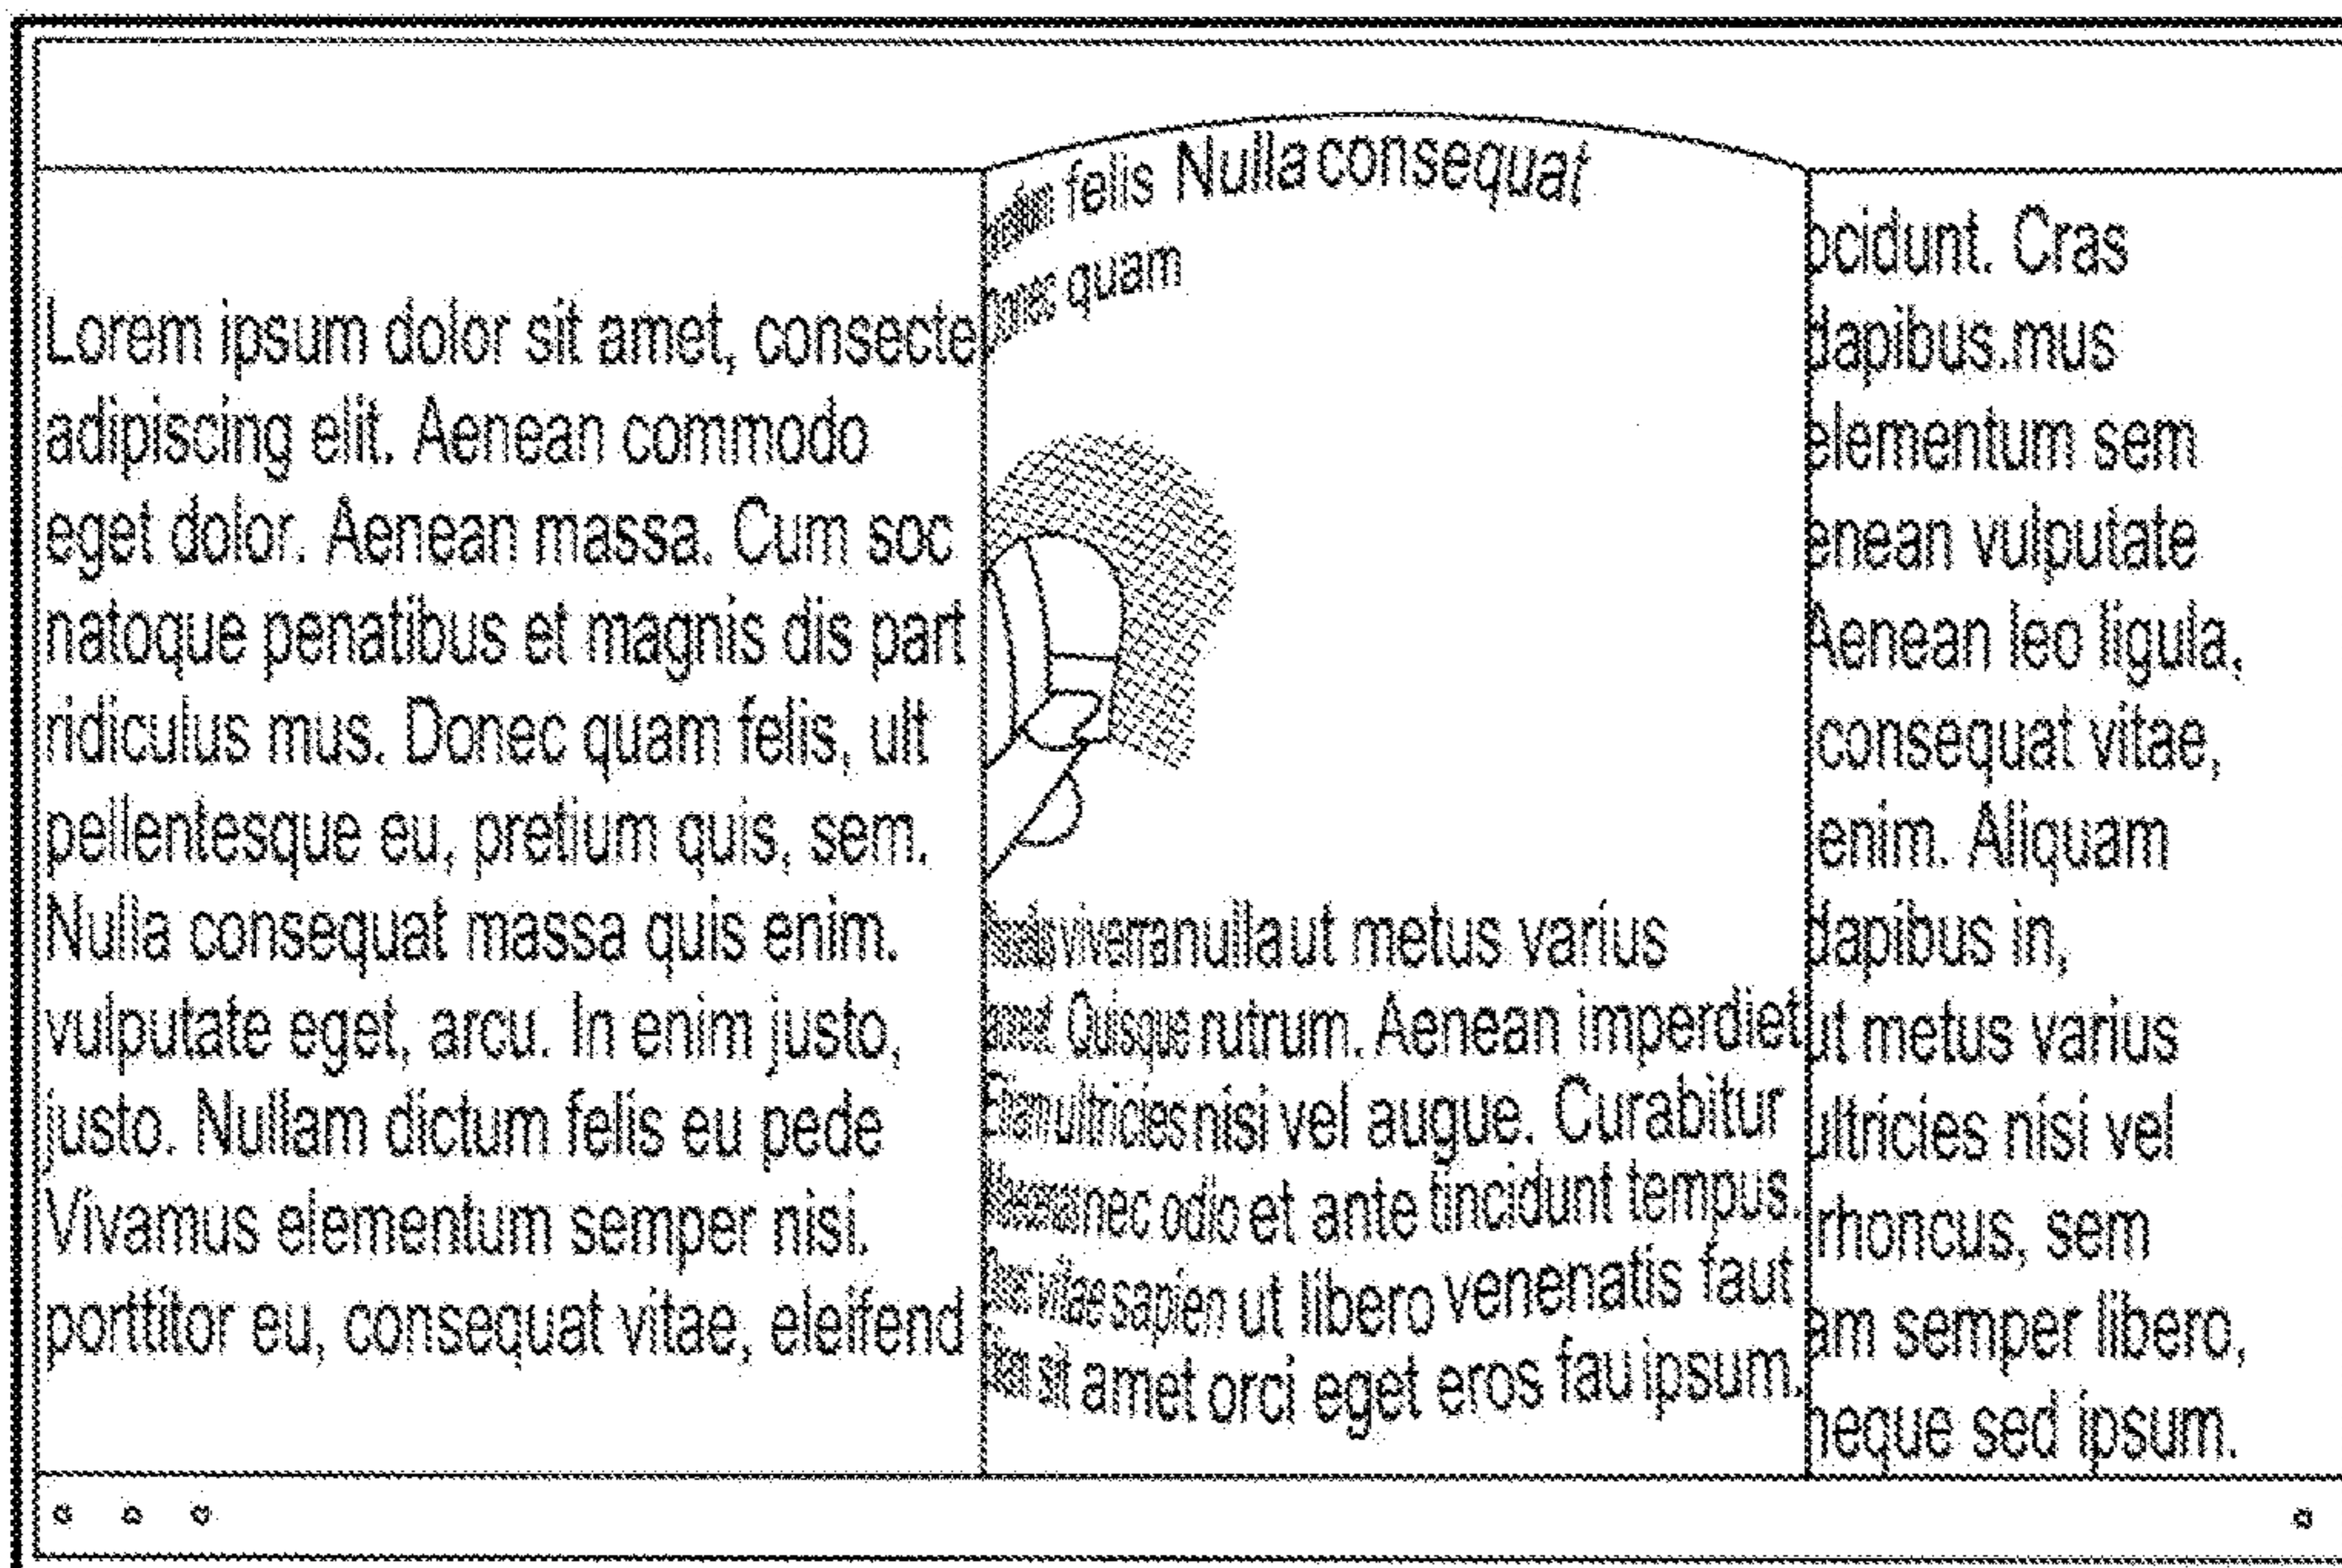 Lorem ipsum dolor sit amet, consecte
adipiscing elit. Aenean commodo
eget dolor. Aenean massa. Cum soc
natoque penatibus et magnis dis part
ridiculus mus. Donec quam felis, ult
pellentesque eu, pretium quis, sem.
Nulla consequat massa quis enim.
vulputate eget, arcu. In enim justo,
justo. Nullam dictum felis eu pede
Vivamus elementum semper nisi.
porttitor eu, consequat vitae, eleifend
felis Nulla consequat
quam
viverra nulla ut metus varius
Quisque rutrum. Aenean imperdiet
ultricies nisi vel augue. Curabitur
nec odio et ante tincidunt tempus.
vitae sapien ut libero venenatis faut
sit amet orci eget eros fau ipsum.
ocidunt. Cras
dapibus.mus
elementum sem
enean vulputate
Aenean leo ligula,
consequat vitae,
enim. Aliquam
dapibus in,
ut metus varius
ultricies nisi vel
rhoncus, sem
am semper libero,
neque sed ipsum.